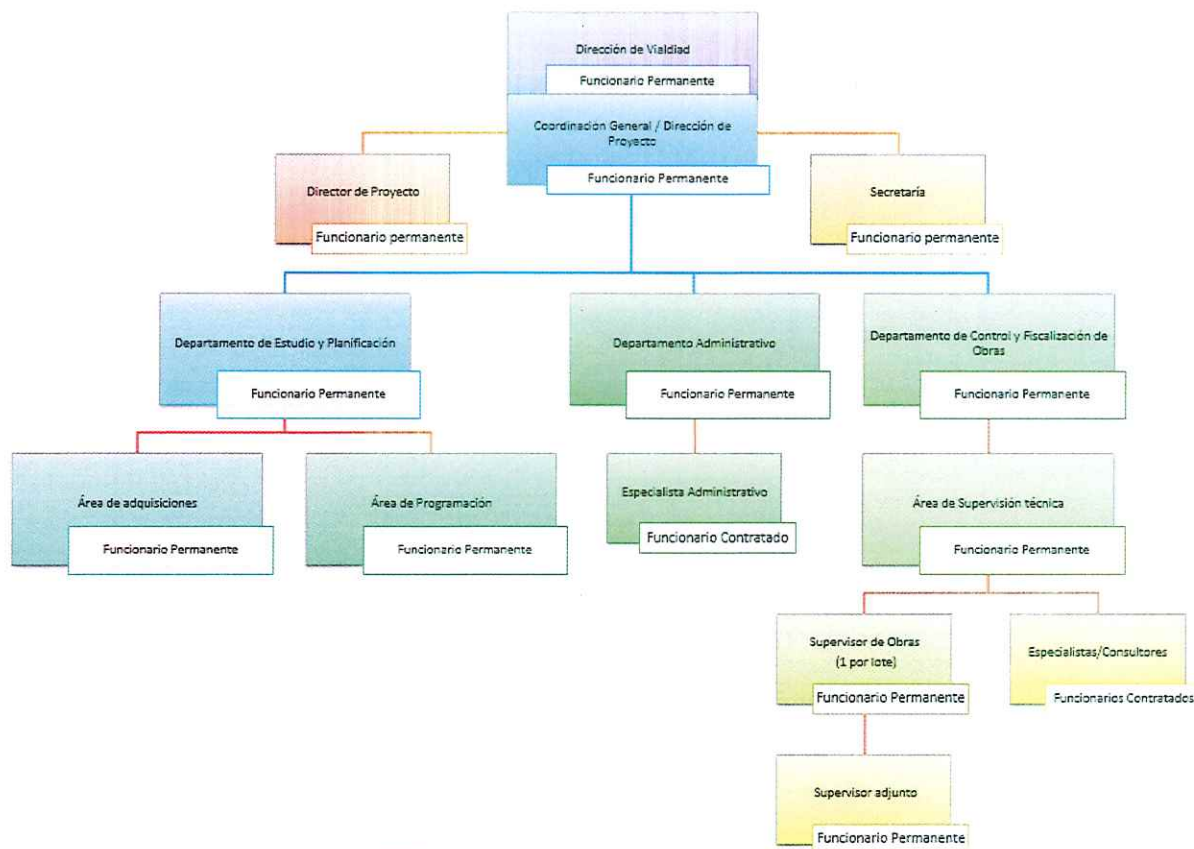 Dirección de Vialdiad
Funcionario Permanente
Coordinación General / Dirección de
Proyecto
Funcionario Permanente
Director de Proyecto
Funcionario permanente
Secretaría
Funcionario permanente
Departamento de Estudio y Planificación
Funcionario Permanente
Departamento Administrativo
Funcionario Permanente
Departamento de Control y Fiscalización de
Obras
Funcionario Permanente
Área de adquisiciones
Funcionario Permanente
Área de Programación
Funcionario Permanente
Especialista Administrativo
Funcionario Contratado
Área de Supervisión técnica
Funcionario Permanente
Supervisor de Obras
(1 por lote)
Funcionario Permanente
Especialistas/Consultores
Funcionarios Contratados
Supervisor adjunto
Funcionario Permanente